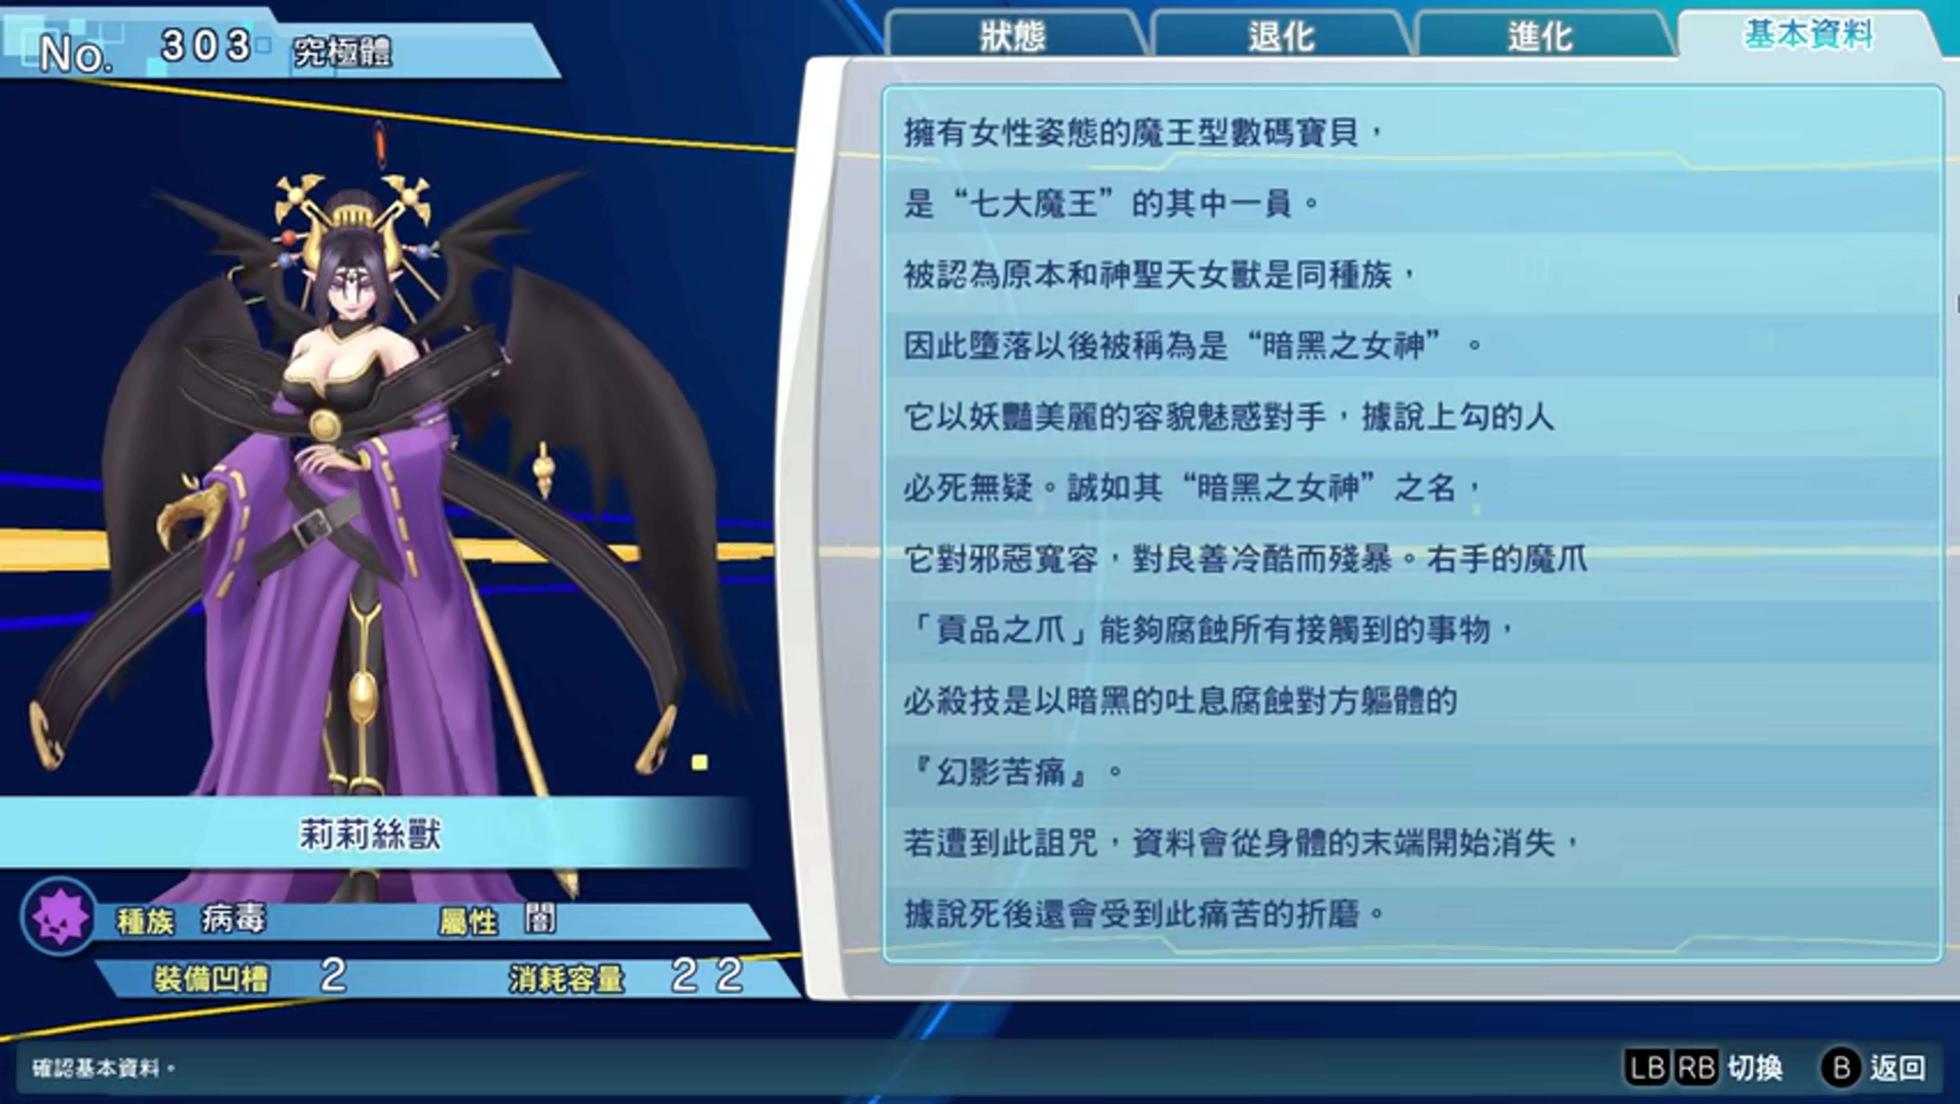 No. 303 究極體
狀態 退化 進化 基本資料
擁有女性姿態的魔王型數碼寶貝，
是“七大魔王”的其中一員。
被認為原本和神聖天女獸是同種族，
因此墮落以後被稱為是“暗黑之女神”。
它以妖豔美麗的容貌魅惑對手，據說上勾的人
必死無疑。誠如其“暗黑之女神”之名，
它對邪惡寬容，對良善冷酷而殘暴。右手的魔爪
「貢品之爪」能夠腐蝕所有接觸到的事物，
必殺技是以暗黑的吐息腐蝕對方軀體的
『幻影苦痛』。
若遭到此詛咒，資料會從身體的末端開始消失，
據說死後還會受到此痛苦的折磨。
莉莉絲獸
種族 病毒 屬性 闇
裝備凹槽 2 消耗容量 22
確認基本資料。
LB RB 切換 B 返回